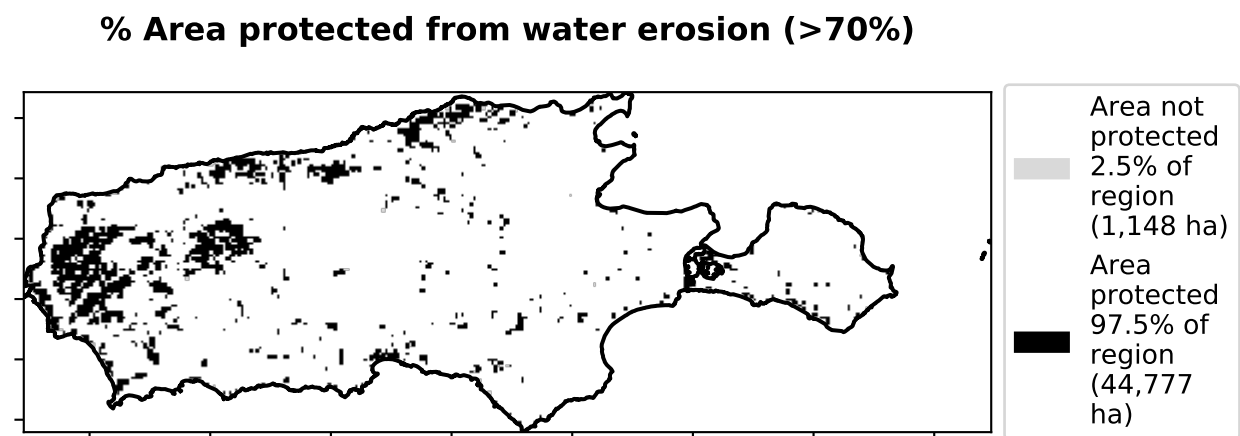 % Area protected from water erosion (>70%)
Area not
protected
2.5% of
region
(1,148 ha)
Area
protected
97.5% of
region
(44,777
ha)